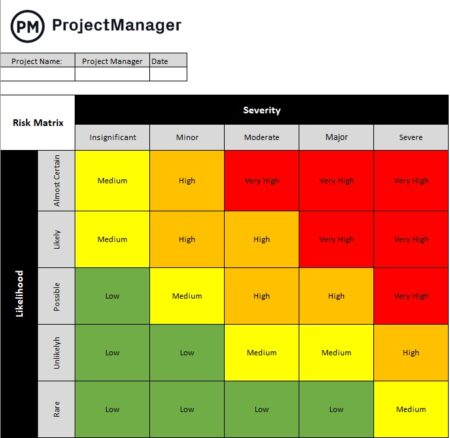 PM ProjectManager
Project Name: Project Manager Date
Risk Matrix
Severity
Insignificant Minor Moderate Major Severe
Likelihood
Almost Certain Medium High Very High Very High Very High
Likely Medium High High Very High Very High
Possible Low Medium High High Very High
Unlikelyh Low Low Medium Medium High
Rare Low Low Low Low Medium